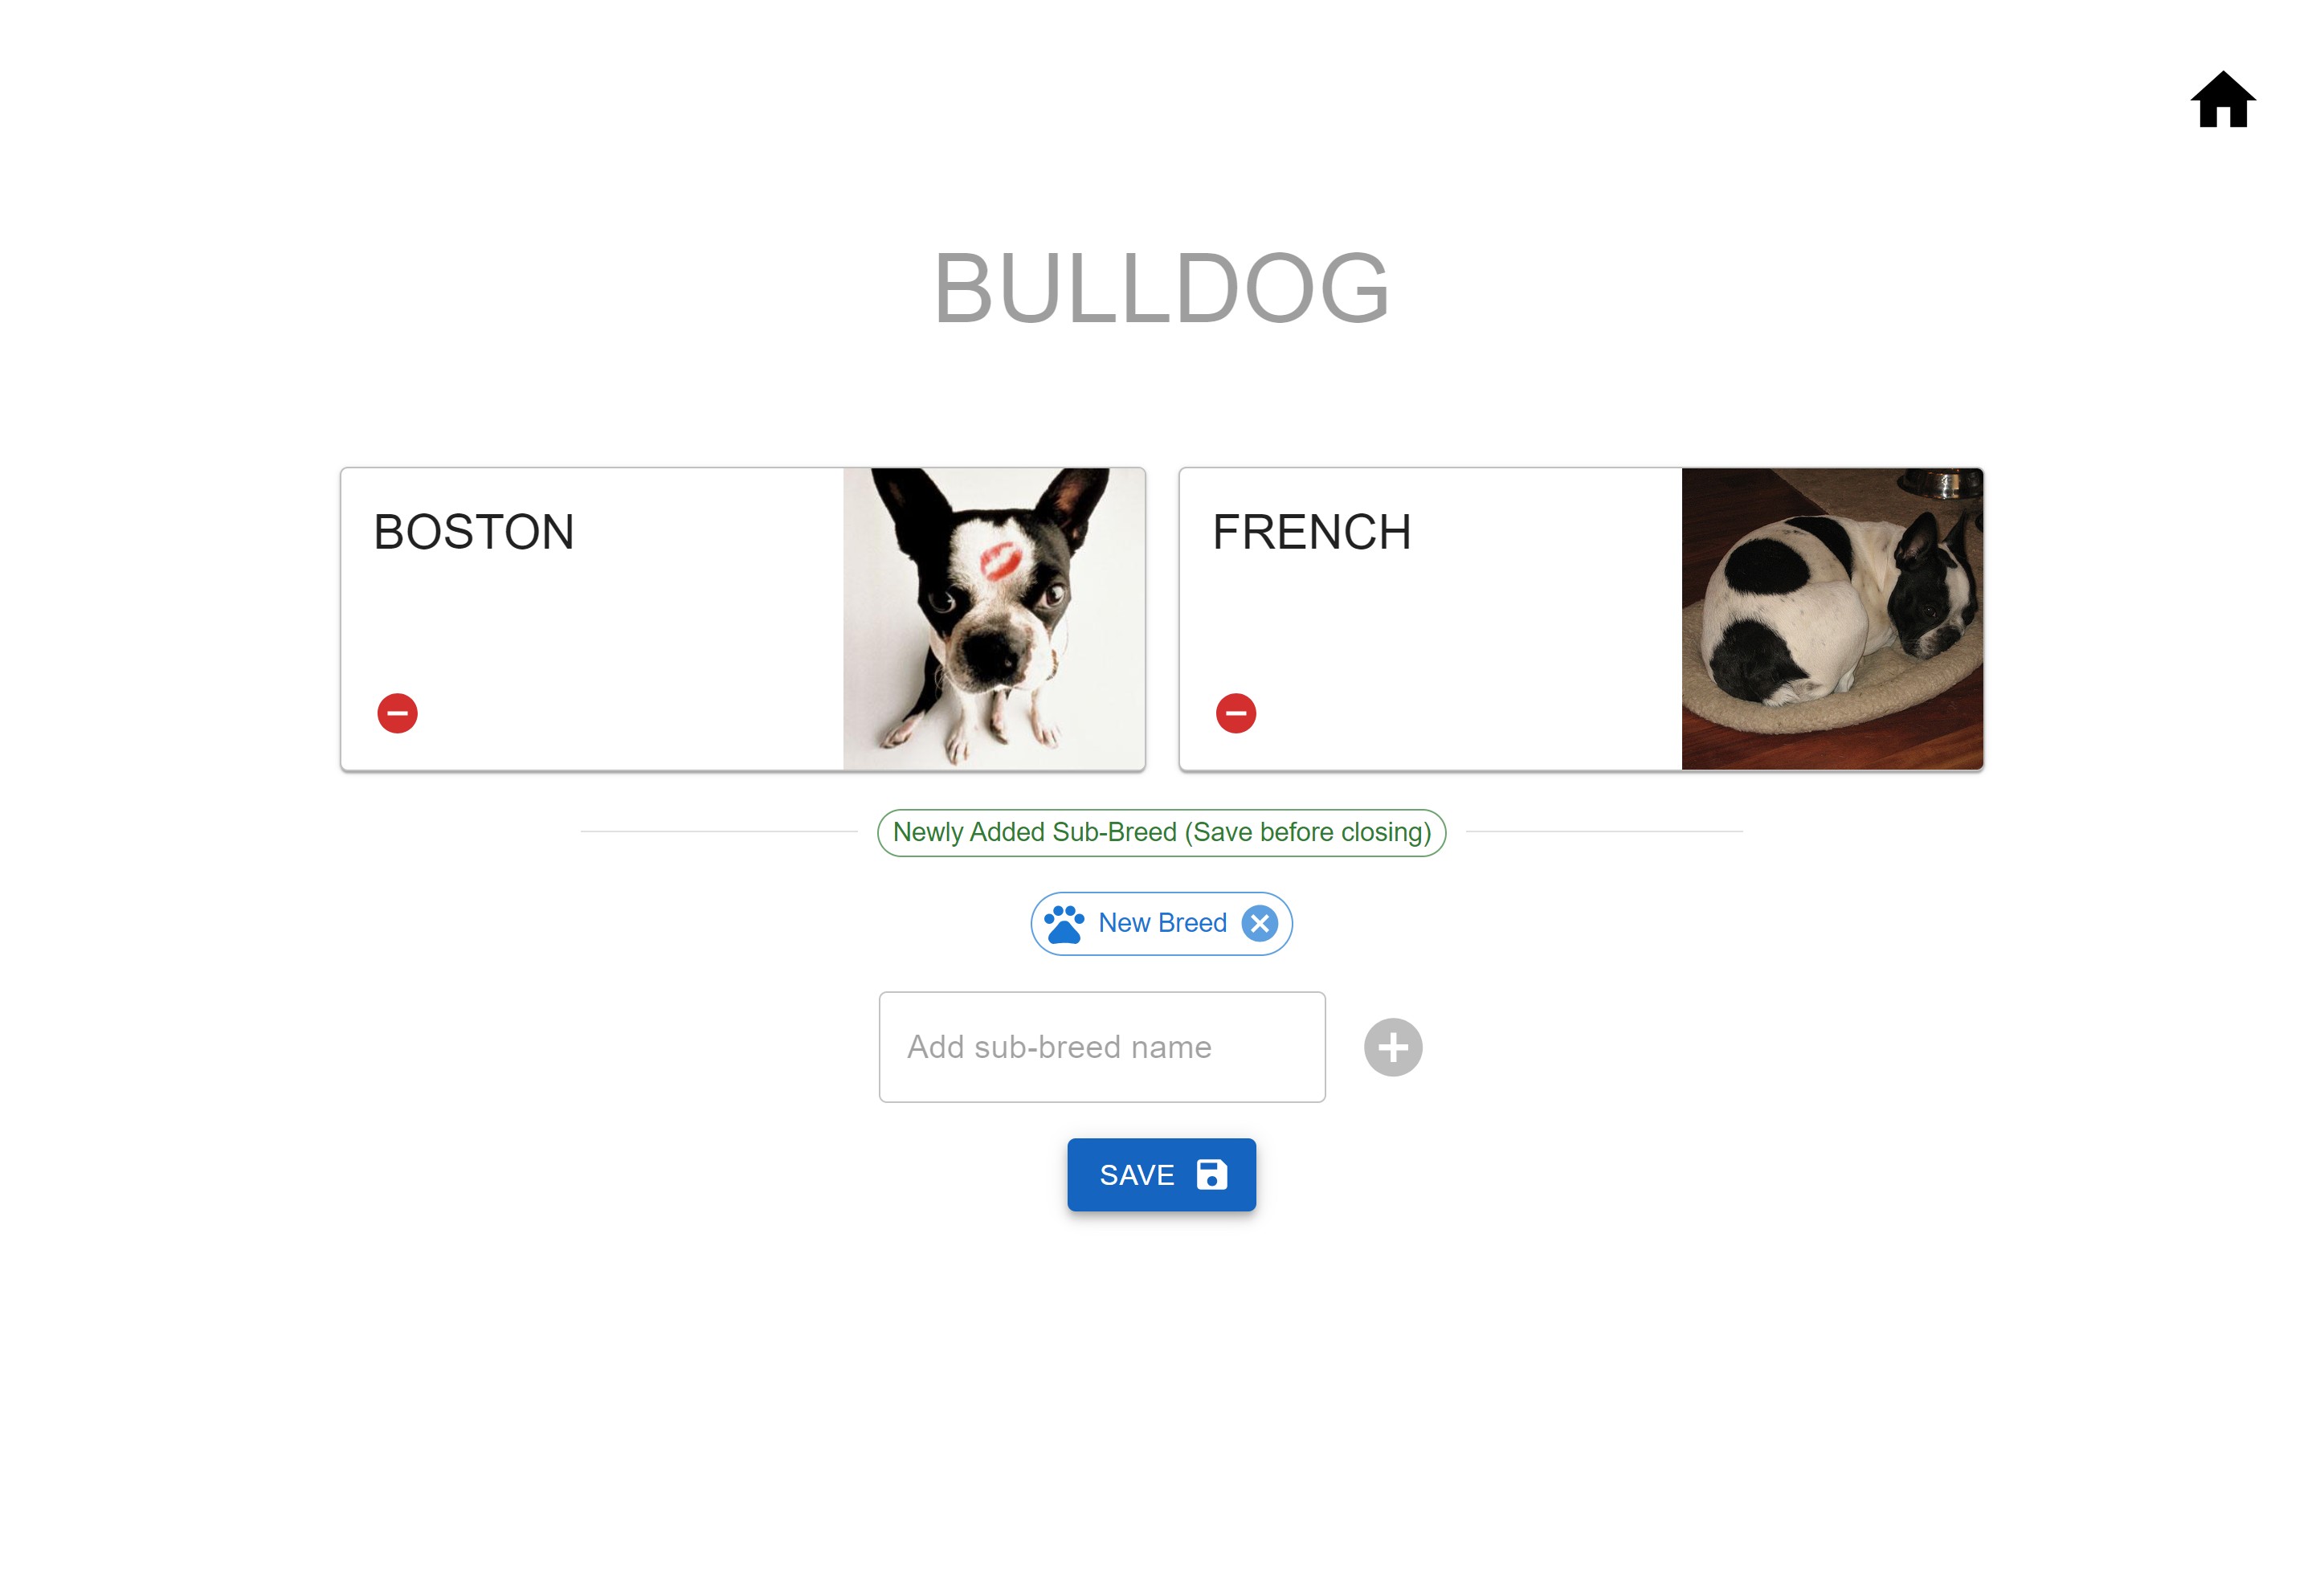 BULLDOG
BOSTON
FRENCH
Newly Added Sub-Breed (Save before closing)
New Breed
Add sub-breed name
SAVE